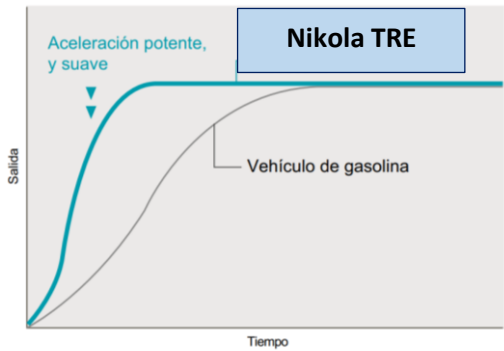 Aceleración potente,
y suave
Nikola TRE
Vehículo de gasolina
Salida
Tiempo